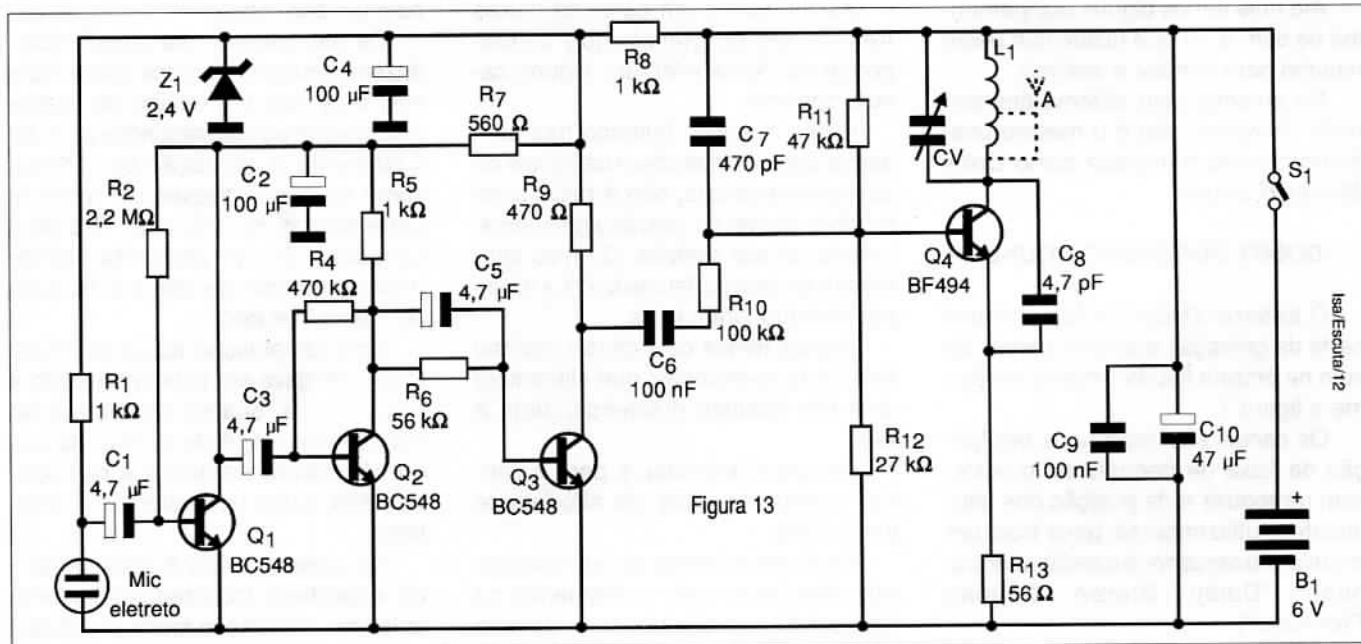 Z1
2,4 V
C4
100 µF
R8
1 kΩ
L1
A
R7
560 Ω
R11
47 kΩ
C7
470 pF
CV
S1
R2
2,2 MΩ
C2
100 µF
R5
1 kΩ
R9
470 Ω
Q4
BF494
C8
4,7 pF
R4
470 kΩ
C5
4,7 µF
R10
100 kΩ
Isa/Escuta/12
R1
1 kΩ
C3
4,7 µF
R6
56 kΩ
C6
100 nF
C9
100 nF
C10
47 µF
C1
4,7 µF
Q2
BC548
Q3
BC548
Figura 13
R12
27 kΩ
Q1
BC548
Mic
eletreto
R13
56 Ω
+
B1
6 V